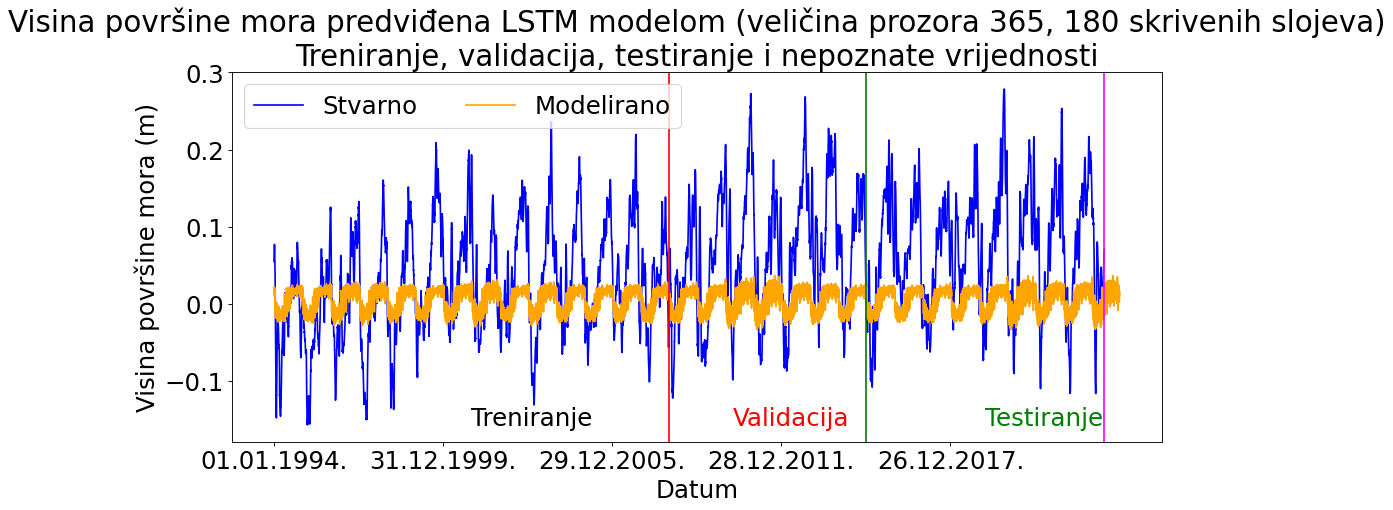 Visina površine mora predviđena LSTM modelom (veličina prozora 365, 180 skrivenih slojeva)
Treniranje, validacija, testiranje i nepoznate vrijednosti
Stvarno
Modelirano
Visina površine mora (m)
0.3
0.2
0.1
0.0
−0.1
Treniranje
Validacija
Testiranje
01.01.1994.
31.12.1999.
29.12.2005.
28.12.2011.
26.12.2017.
Datum